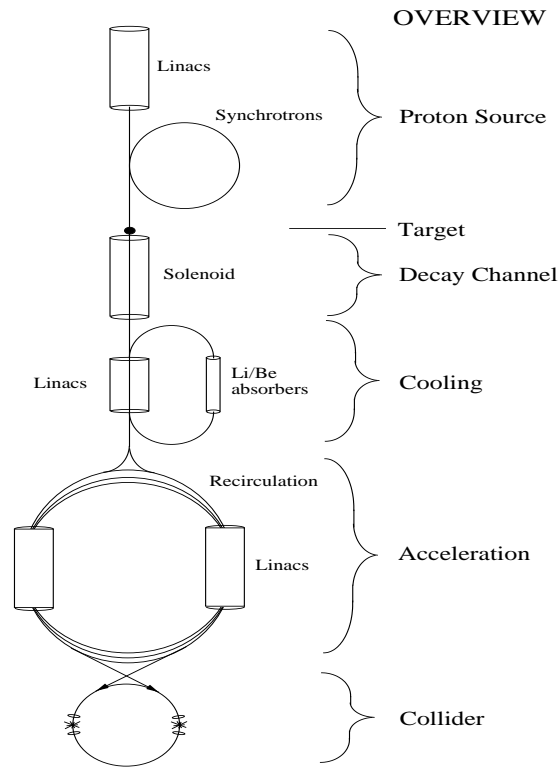 OVERVIEW
Linacs
Synchrotrons
Proton Source
Target
Solenoid
Decay Channel
Linacs
Li/Be
absorbers
Cooling
Recirculation
Linacs
Acceleration
Collider